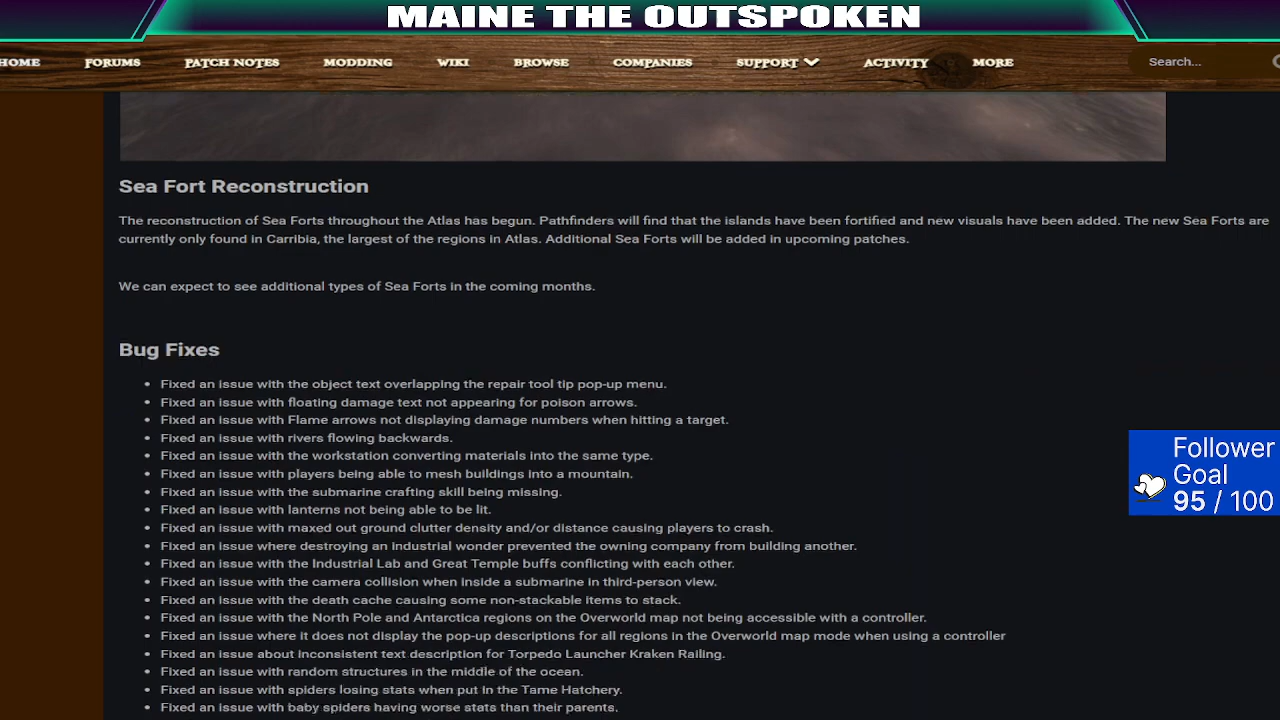 MAINE THE OUTSPOKEN
HOME FORUMS PATCH NOTES MODDING WIKI BROWSE COMPANIES SUPPORT ACTIVITY MORE Search...
Sea Fort Reconstruction
The reconstruction of Sea Forts throughout the Atlas has begun. Pathfinders will find that the islands have been fortified and new visuals have been added. The new Sea Forts are
currently only found in Carribia, the largest of the regions in Atlas. Additional Sea Forts will be added in upcoming patches.
We can expect to see additional types of Sea Forts in the coming months.
Bug Fixes
• Fixed an issue with the object text overlapping the repair tool tip pop-up menu.
• Fixed an issue with floating damage text not appearing for poison arrows.
• Fixed an issue with Flame arrows not displaying damage numbers when hitting a target.
• Fixed an issue with rivers flowing backwards.
• Fixed an issue with the workstation converting materials into the same type.
• Fixed an issue with players being able to mesh buildings into a mountain.
• Fixed an issue with the submarine crafting skill being missing.
• Fixed an issue with lanterns not being able to be lit.
• Fixed an issue with maxed out ground clutter density and/or distance causing players to crash.
• Fixed an issue where destroying an industrial wonder prevented the owning company from building another.
• Fixed an issue with the Industrial Lab and Great Temple buffs conflicting with each other.
• Fixed an issue with the camera collision when inside a submarine in third-person view.
• Fixed an issue with the death cache causing some non-stackable items to stack.
• Fixed an issue with the North Pole and Antarctica regions on the Overworld map not being accessible with a controller.
• Fixed an issue where it does not display the pop-up descriptions for all regions in the Overworld map mode when using a controller
• Fixed an issue about inconsistent text description for Torpedo Launcher Kraken Railing.
• Fixed an issue with random structures in the middle of the ocean.
• Fixed an issue with spiders losing stats when put In the Tame Hatchery.
• Fixed an issue with baby spiders having worse stats than their parents.
Follower
Goal
95 / 100